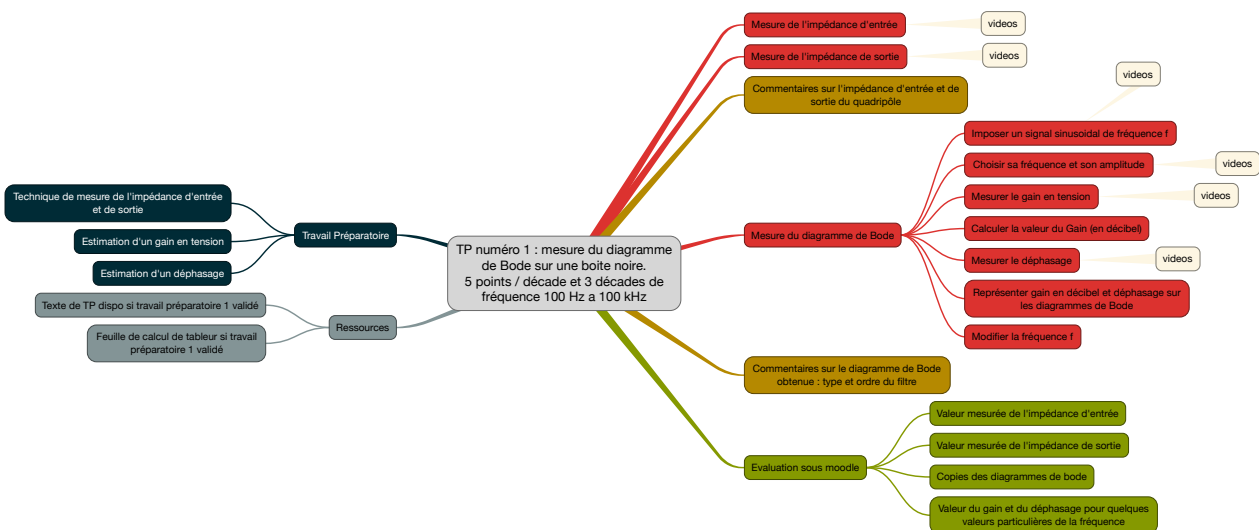 Technique de mesure de l'impédance d'entrée
et de sortie
Estimation d'un gain en tension
Estimation d'un déphasage
Travail Préparatoire
Texte de TP dispo si travail préparatoire 1 validé
Feuille de calcul de tableur si travail
préparatoire 1 validé
Ressources
TP numéro 1 : mesure du diagramme
de Bode sur une boite noire.
5 points / décade et 3 décades de
fréquence 100 Hz a 100 kHz
Mesure de l'impédance d'entrée
videos
Mesure de l'impédance de sortie
videos
Commentaires sur l'impédance d'entrée et de
sortie du quadripôle
Mesure du diagramme de Bode
videos
Imposer un signal sinusoidal de fréquence f
Choisir sa fréquence et son amplitude
videos
Mesurer le gain en tension
videos
Calculer la valeur du Gain (en décibel)
Mesurer le déphasage
videos
Représenter gain en décibel et déphasage sur
les diagrammes de Bode
Modifier la fréquence f
Commentaires sur le diagramme de Bode
obtenue : type et ordre du filtre
Evaluation sous moodle
Valeur mesurée de l'impédance d'entrée
Valeur mesurée de l'impédance de sortie
Copies des diagrammes de bode
Valeur du gain et du déphasage pour quelques
valeurs particulières de la fréquence